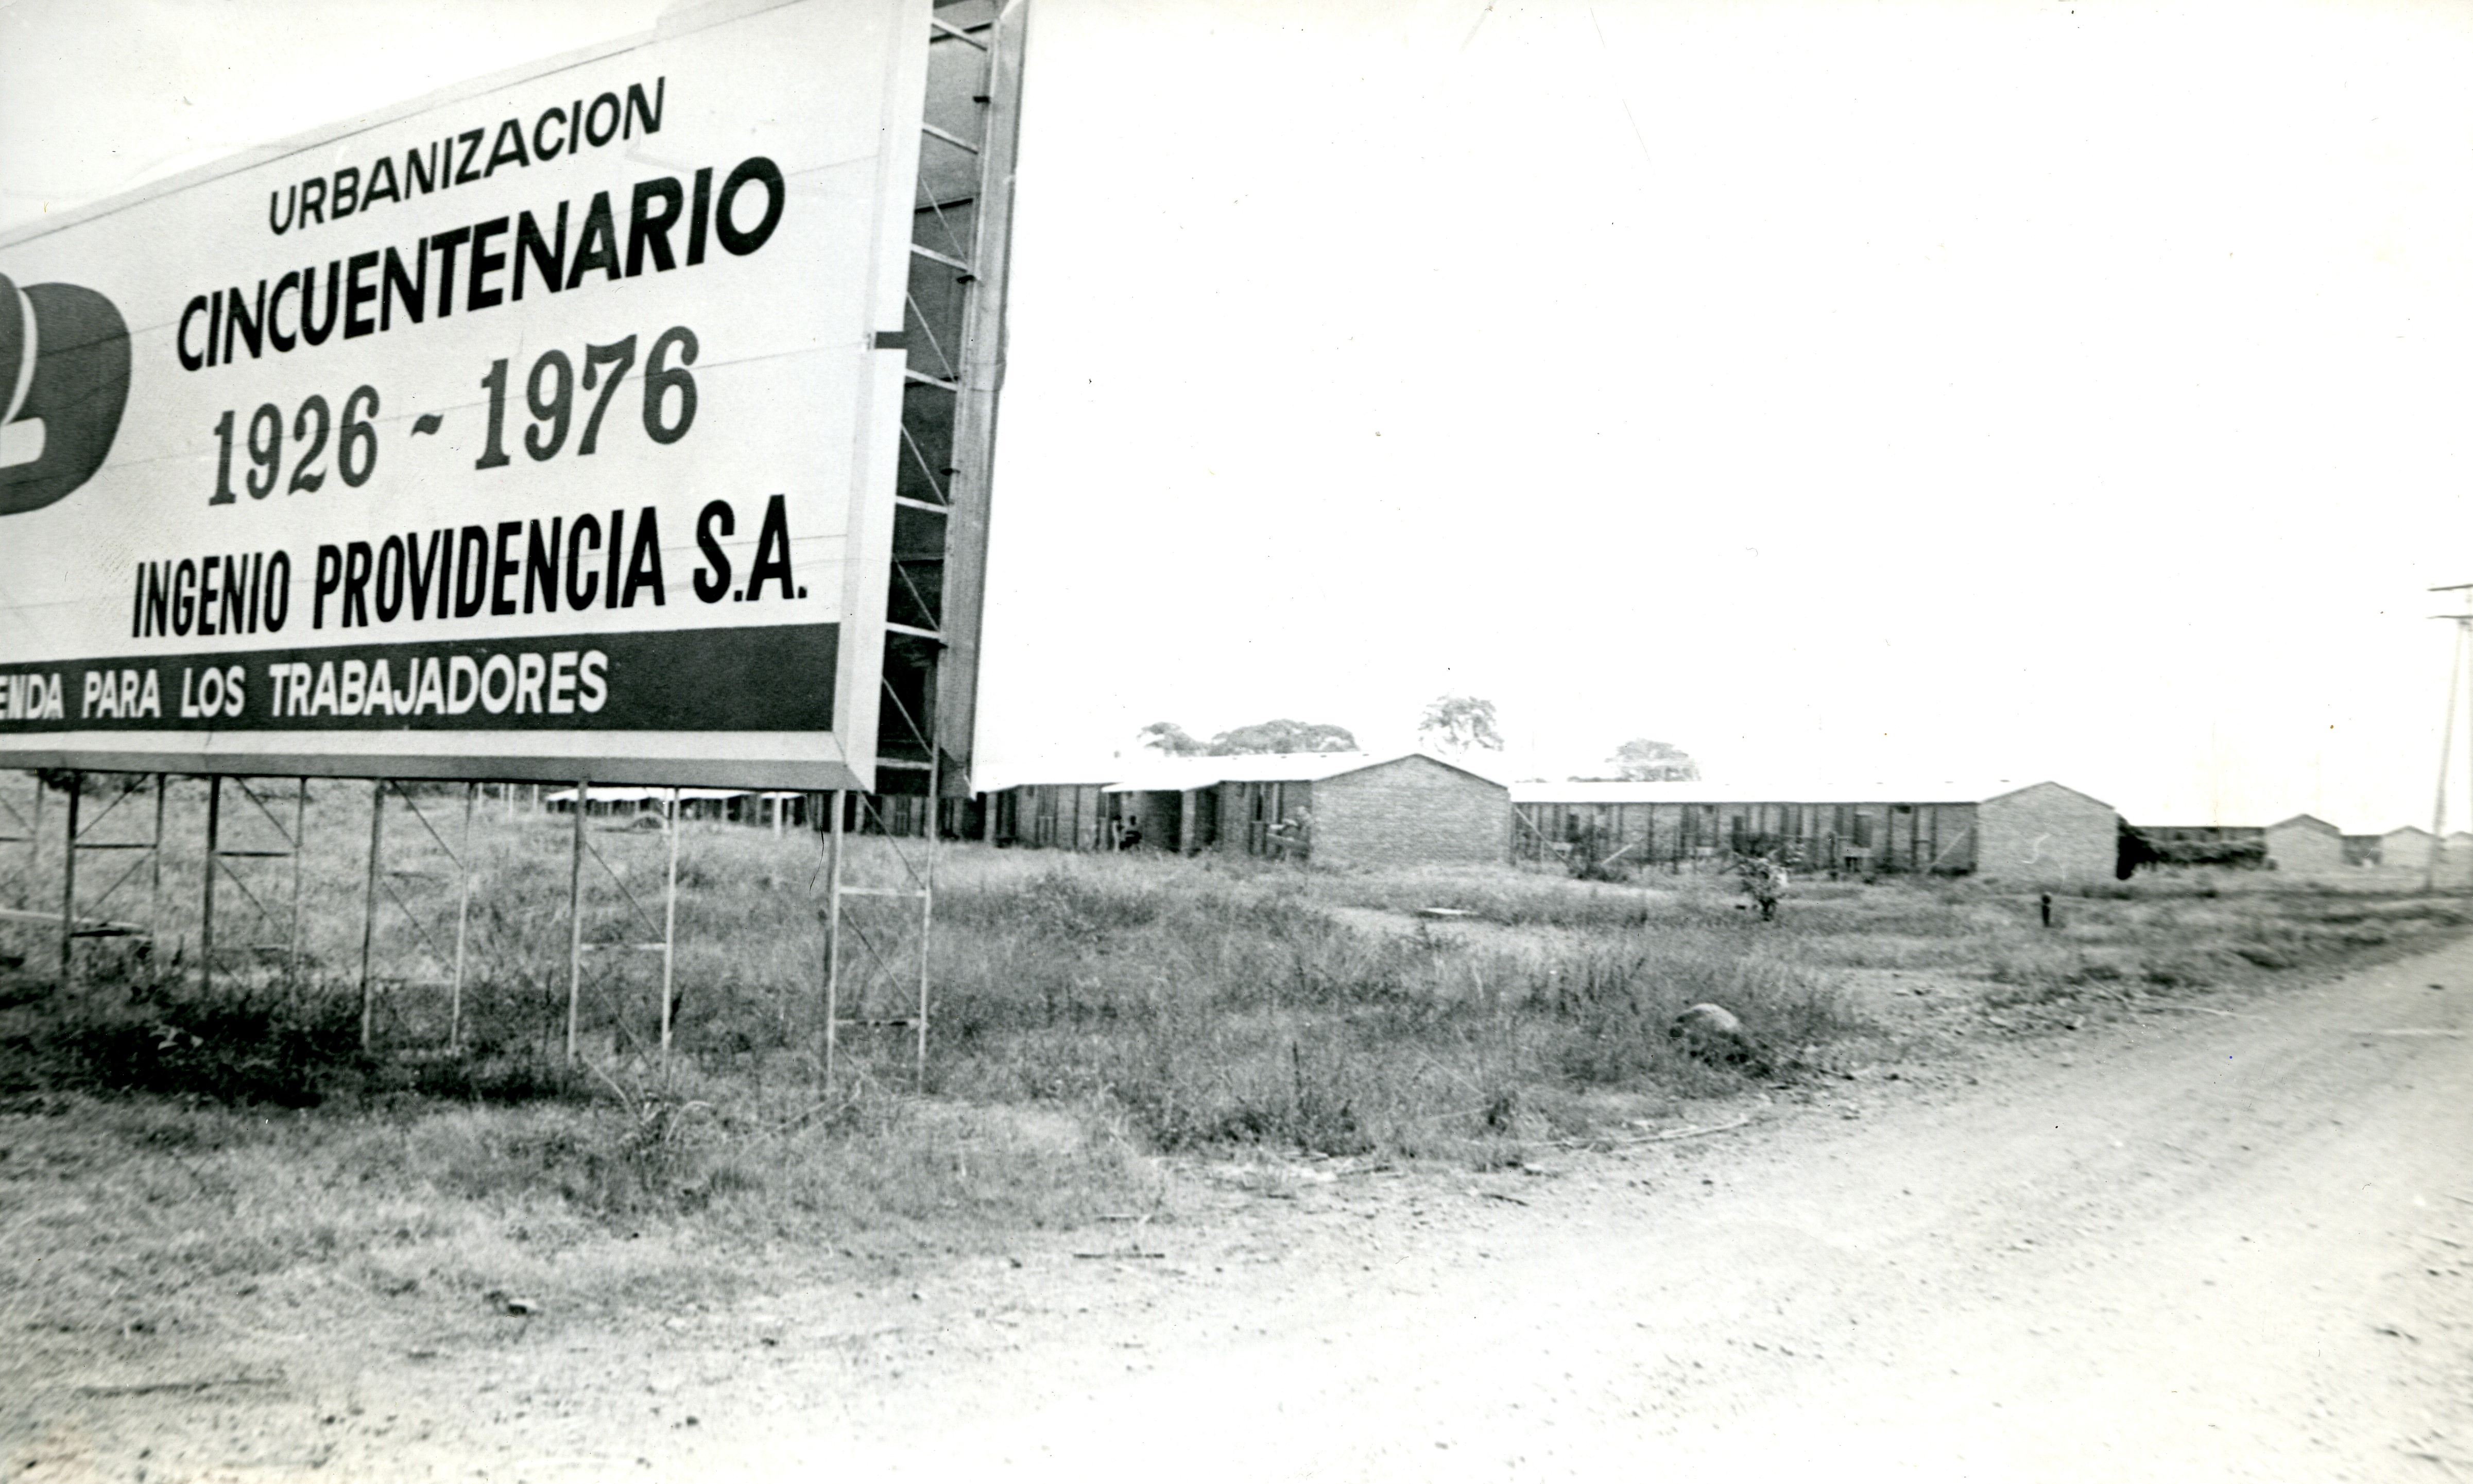 URBANIZACION
CINCUENTENARIO
1926 - 1976
INGENIO PROVIDENCIA S.A.
ENDA PARA LOS TRABAJADORES